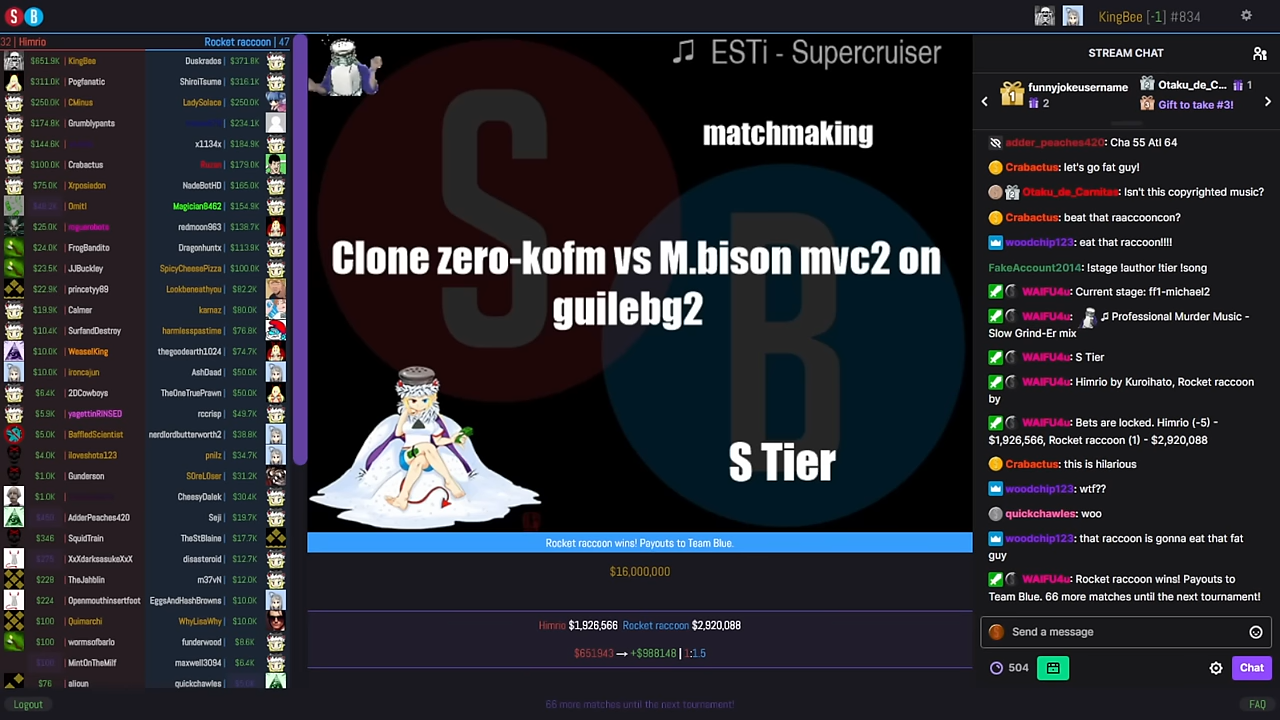 S B
KingBee [-1] #834
32 | Himrio
Rocket raccoon | 47
$651.9K | KingBee
Duskrados | $371.8K
$311.0K | Pogfanatic
ShiroiTsume | $316.1K
$250.0K | CMinus
LadySolace | $250.0K
$174.8K | Grumblypants
$234.1K
$144.6K
x1134x | $184.9K
$100.0K | Crabactus
$179.0K
$75.0K | Xrposiedon
NadeBotHD | $165.0K
Omitl
Magician8462 | $154.9K
$25.0K | roguerobots
redmoon963 | $138.7K
$24.0K | FrogBandito
Dragonhuntx | $113.9K
$23.5K | JJBuckley
SpicyCheesePizza | $100.0K
$22.9K | princetyy89
Lookbeneathyou | $82.2K
$19.9K | Calmer
karnaz | $80.0K
$10.4K | SurfandDestroy
harmlesspastime | $76.8K
$10.0K | WeaselKing
thegoodearth1024 | $74.7K
$10.0K | ironcajun
AshDaad | $50.0K
$6.4K | 2DCowboys
TheOneTruePrawn | $50.0K
$5.9K | yagettinRINSED
rccrisp | $49.7K
$5.0K | BaffledScientist
nerdlordbutterworth2 | $38.8K
$4.0K | iloveshota123
pnilz | $34.7K
$1.0K | Gunderson
S0reL0ser | $31.2K
$1.0K
CheesyDalek | $30.4K
AdderPeaches420
Seji | $19.7K
$346 | SquidTrain
TheStBlaine | $17.7K
XxXdarksasukeXxX
disasteroid | $12.7K
$228 | TheJahblin
m37vN | $12.0K
$224 | Openmouthinsertfoot
EggsAndHashBrowns | $10.0K
$100 | Quimarchi
WhyLisaWhy | $10.0K
$100 | wormsofbarlo
funderwood | $8.6K
MintOnTheMilf
maxwell3094 | $6.4K
$76 | alioun
quickchawles
Logout
♫ ESTi - Supercruiser
matchmaking
Clone zero-kofm vs M.bison mvc2 on
guilebg2
S Tier
S B
Rocket raccoon wins! Payouts to Team Blue.
$16,000,000
Himrio $1,926,566 Rocket raccoon $2,920,088
$651943 → +$988148 | 1:1.5
66 more matches until the next tournament!
STREAM CHAT
1 funnyjokeusername
2
Otaku_de_C... 1
Gift to take #3!
adder_peaches420: Cha 55 Atl 64
Crabactus: let's go fat guy!
Otaku_de_Carnitas: Isn't this copyrighted music?
Crabactus: beat that raaccooncon?
woodchip123: eat that racoon!!!!
FakeAccount2014: !stage !author !tier !song
WAIFU4u: Current stage: ff1-michael2
WAIFU4u: ♫ Professional Murder Music -
Slow Grind-Er mix
WAIFU4u: S Tier
WAIFU4u: Himrio by Kuroihato, Rocket raccoon
by
WAIFU4u: Bets are locked. Himrio (-5) -
$1,926,566, Rocket raccoon (1) - $2,920,088
Crabactus: this is hilarious
woodchip123: wtf??
quickchawles: woo
woodchip123: that raccoon is gonna eat that fat
guy
WAIFU4u: Rocket raccoon wins! Payouts to
Team Blue. 66 more matches until the next tournament!
Send a message
504
Chat
FAQ